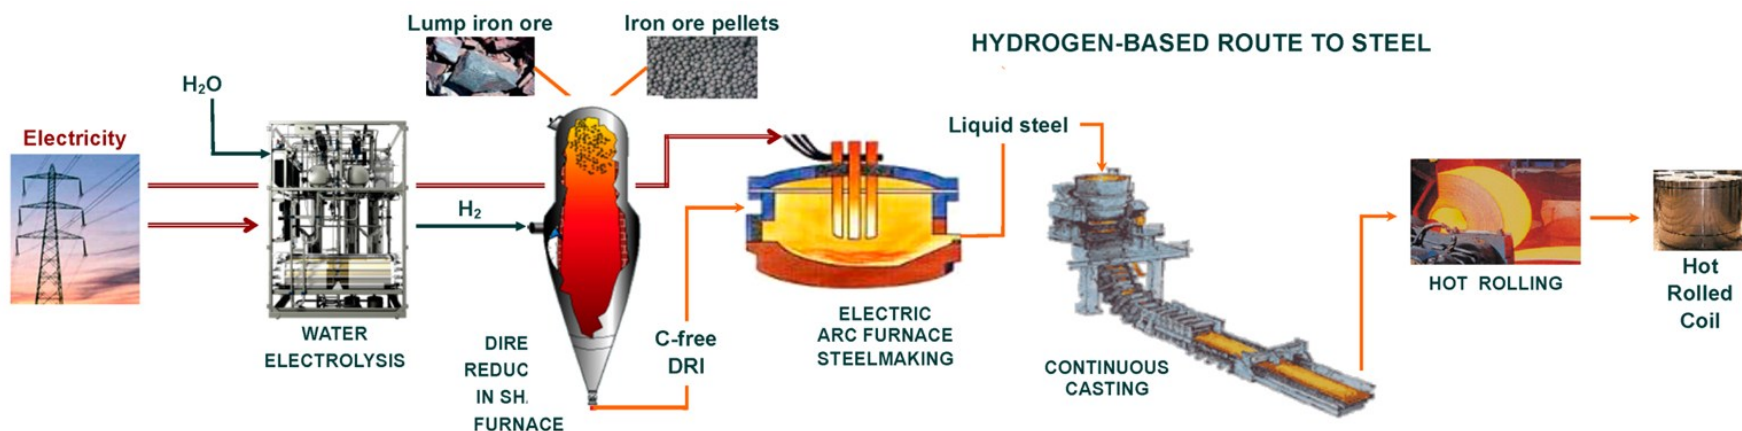 Lump iron ore
Iron ore pellets
HYDROGEN-BASED ROUTE TO STEEL
H₂O
Electricity
Liquid steel
H₂
WATER
ELECTROLYSIS
DIRE
REDUC
IN SH.
FURNACE
C-free
DRI
ELECTRIC
ARC FURNACE
STEELMAKING
CONTINUOUS
CASTING
HOT ROLLING
Hot
Rolled
Coil